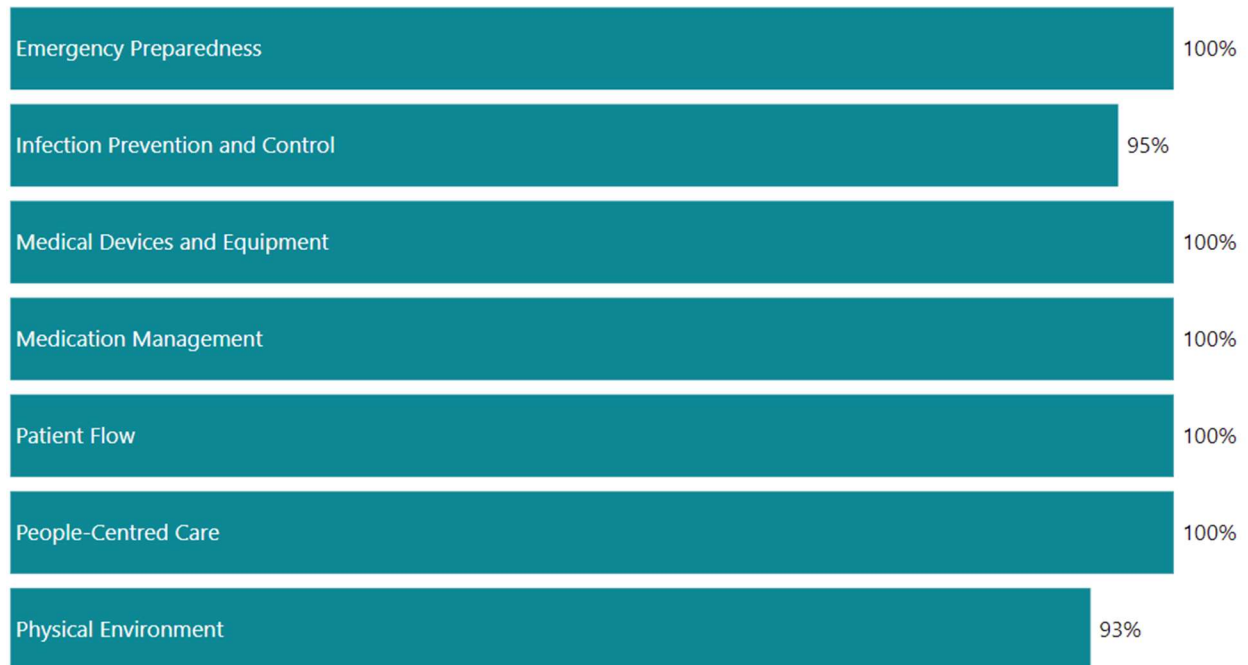 Emergency Preparedness 100%
Infection Prevention and Control 95%
Medical Devices and Equipment 100%
Medication Management 100%
Patient Flow 100%
People-Centred Care 100%
Physical Environment 93%